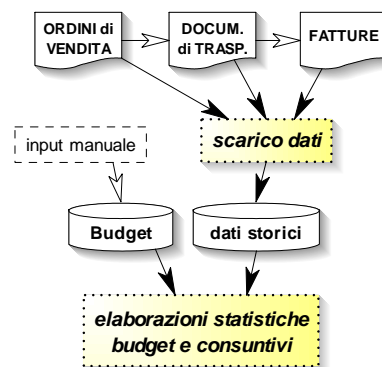 ORDINI di
VENDITA
DOCUM.
di TRASP.
FATTURE
scarico dati
input manuale
Budget
dati storici
elaborazioni statistiche
budget e consuntivi